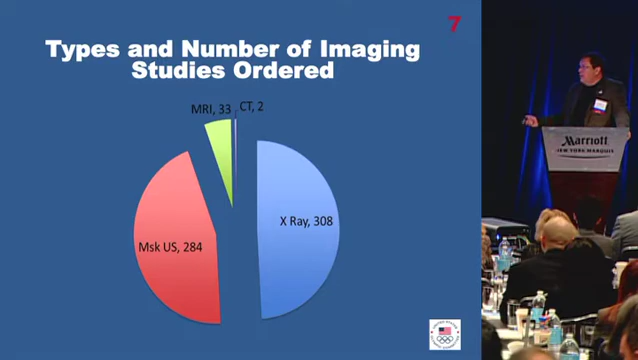 7
Types and Number of Imaging
Studies Ordered
MRI, 33
CT, 2
X Ray, 308
Msk US, 284
Marriott
NEW YORK MARQUIS